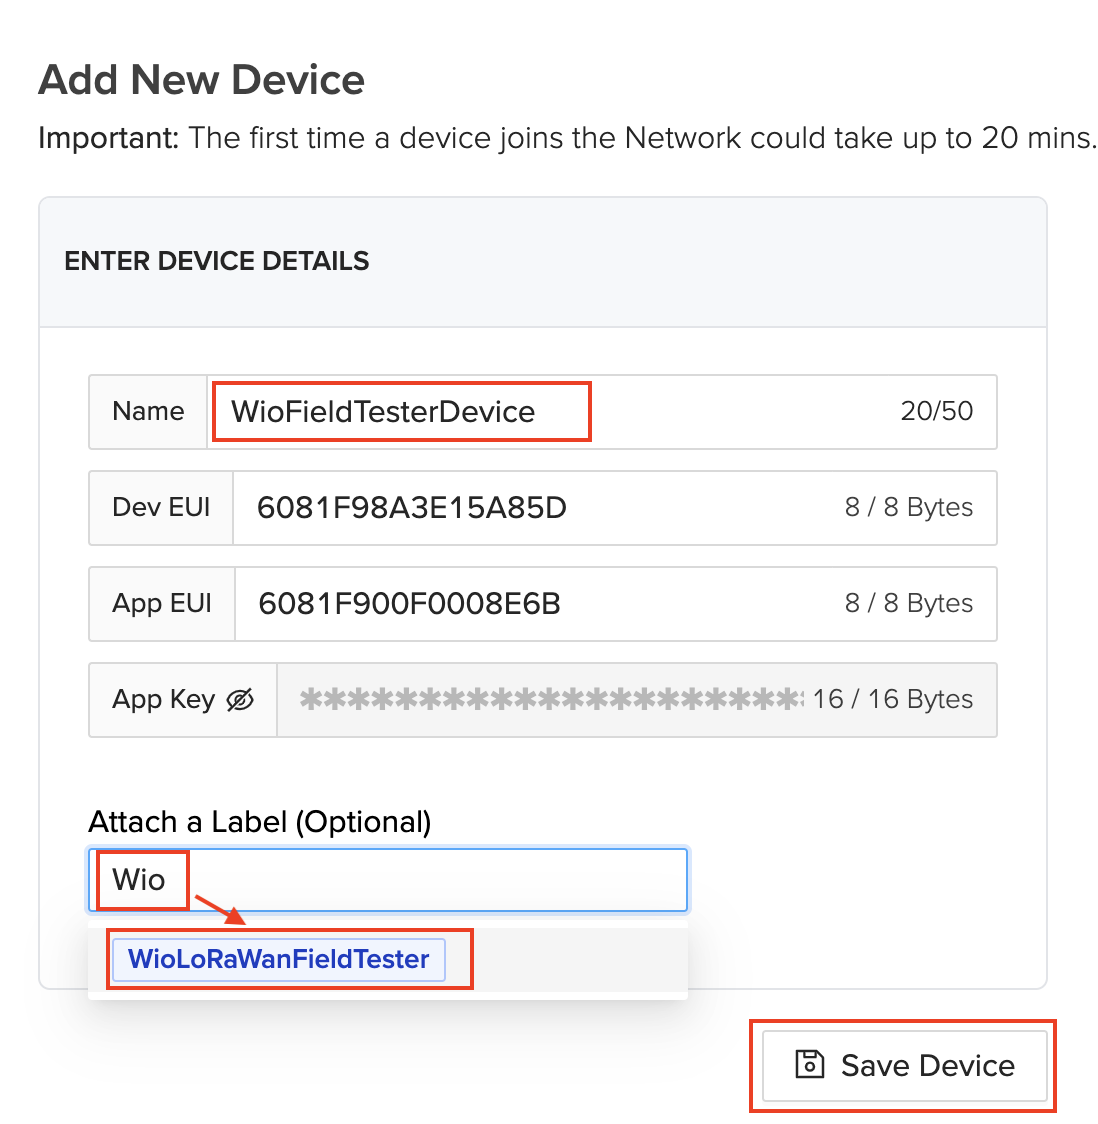 Add New Device
Important: The first time a device joins the Network could take up to 20 mins.
ENTER DEVICE DETAILS
Name WioFieldTesterDevice 20/50
Dev EUI 6081F98A3E15A85D 8 / 8 Bytes
App EUI 6081F900F0008E6B 8 / 8 Bytes
App Key ********************* 16 / 16 Bytes
Attach a Label (Optional)
Wio
WioLoRaWanFieldTester
Save Device